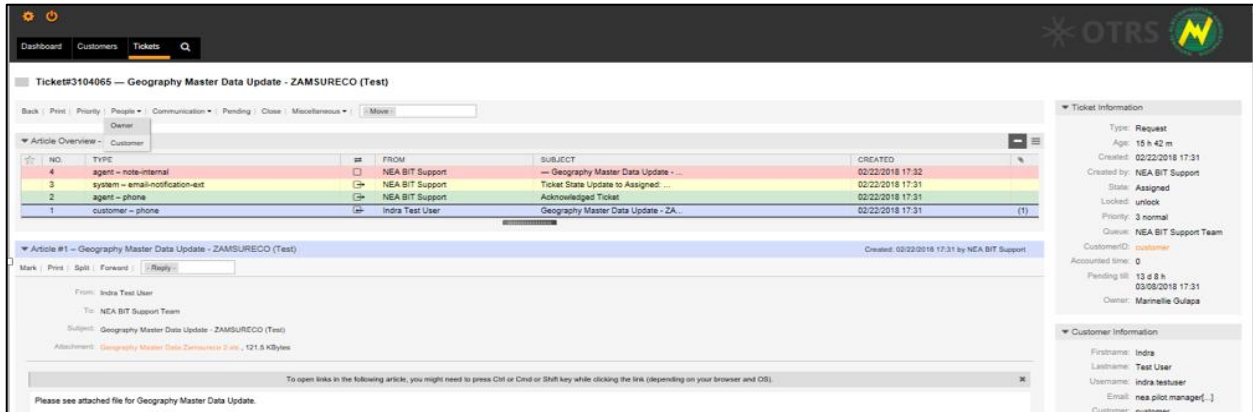 OTRS
Dashboard Customers Tickets
Ticket#3104065 — Geography Master Data Update - ZAMSURECO (Test)
Back | Print | Priority | People | Communication | Pending | Close | Miscellaneous | - Move -
Owner
Customer
Article Overview -
NO. TYPE FROM SUBJECT CREATED
4 agent – note-internal NEA BIT Support — Geography Master Data Update - ... 02/22/2018 17:32
3 system – email-notification-ext NEA BIT Support Ticket State Update to Assigned: ... 02/22/2018 17:31
2 agent – phone NEA BIT Support Acknowledged Ticket 02/22/2018 17:31
1 customer – phone Indra Test User Geography Master Data Update - ZA... 02/22/2018 17:31 (1)
Article #1 – Geography Master Data Update - ZAMSURECO (Test) Created: 02/22/2018 17:31 by NEA BIT Support
Mark | Print | Split | Forward | - Reply -
From: Indra Test User
To: NEA BIT Support Team
Subject: Geography Master Data Update - ZAMSURECO (Test)
Attachment: Geography Master Data Zamsureco 2.xls , 121.5 KBytes
To open links in the following article, you might need to press Ctrl or Cmd or Shift key while clicking the link (depending on your browser and OS).
Please see attached file for Geography Master Data Update.
Ticket Information
Type: Request
Age: 15 h 42 m
Created: 02/22/2018 17:31
Created by: NEA BIT Support
State: Assigned
Locked: unlock
Priority: 3 normal
Queue: NEA BIT Support Team
CustomerID: customer
Accounted time: 0
Pending till: 13 d 8 h
03/08/2018 17:31
Owner: Marinellie Gulapa
Customer Information
Firstname: Indra
Lastname: Test User
Username: indra.testuser
Email: nea.pilot.manager[...]
Customer: customer